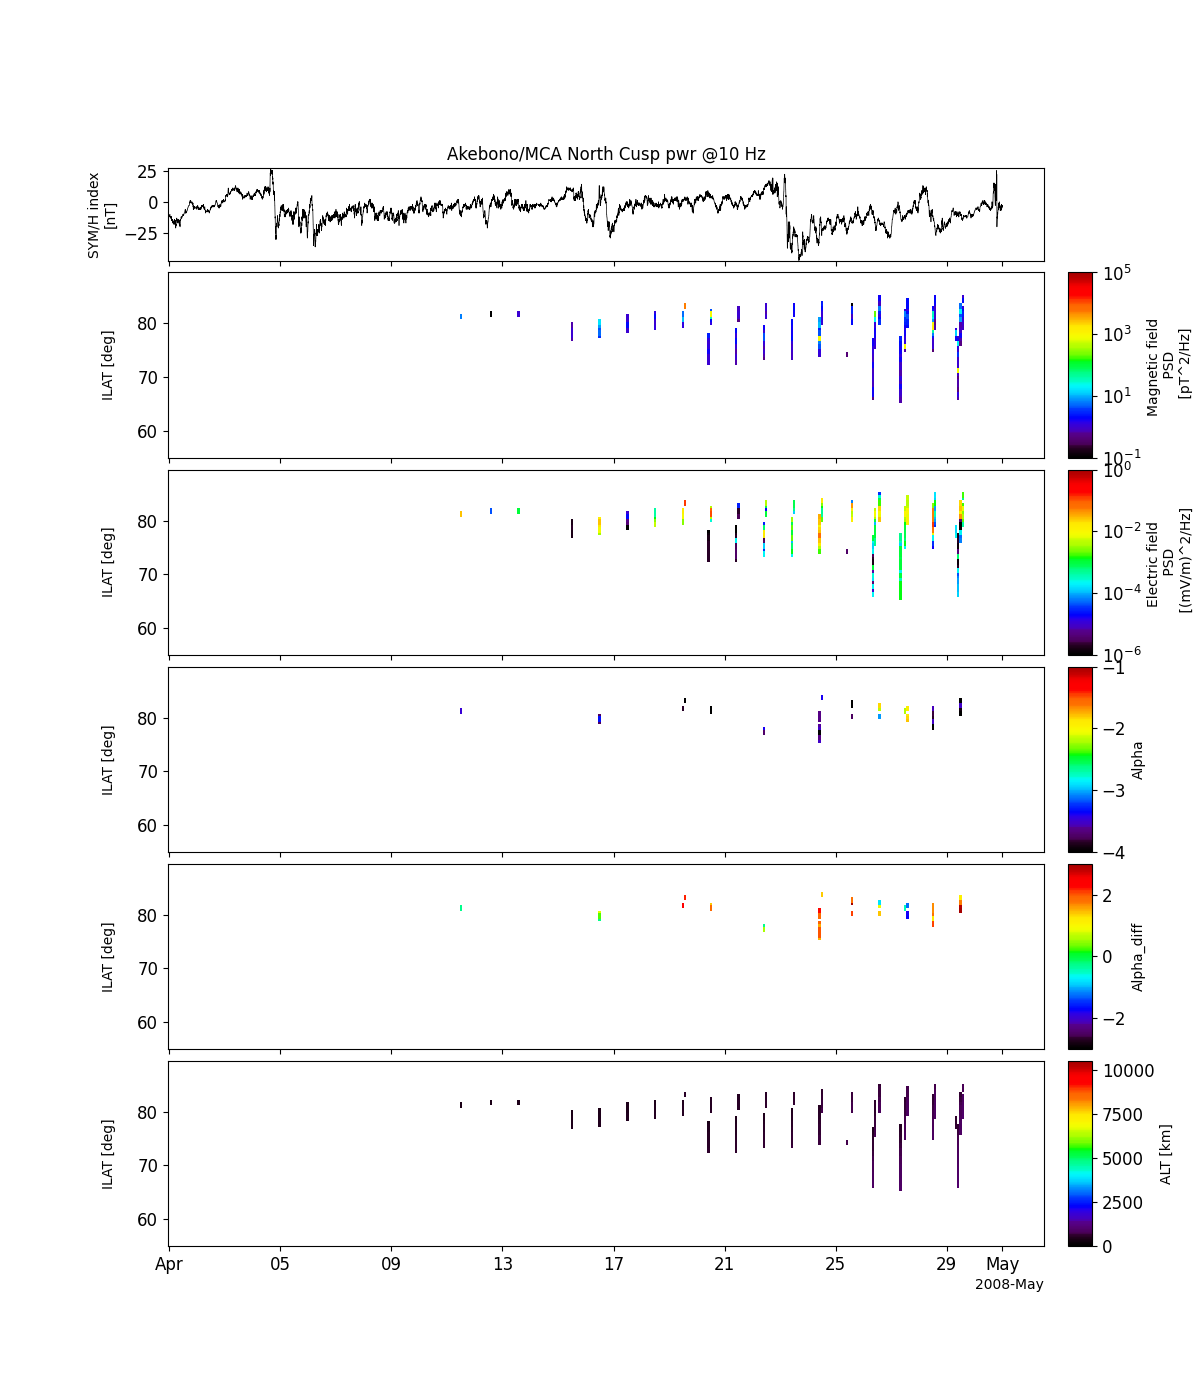 Akebono/MCA North Cusp pwr @10 Hz
SYM/H index
[nT]
25
0
−25
ILAT [deg]
80
70
60
10^5
10^3
10^1
10^−1
Magnetic field
PSD
[pT^2/Hz]
ILAT [deg]
80
70
60
10^0
10^−2
10^−4
10^−6
Electric field
PSD
[(mV/m)^2/Hz]
ILAT [deg]
80
70
60
−1
−2
−3
−4
Alpha
ILAT [deg]
80
70
60
2
0
−2
Alpha_diff
ILAT [deg]
80
70
60
10000
7500
5000
2500
0
ALT [km]
Apr 05 09 13 17 21 25 29 May
2008-May